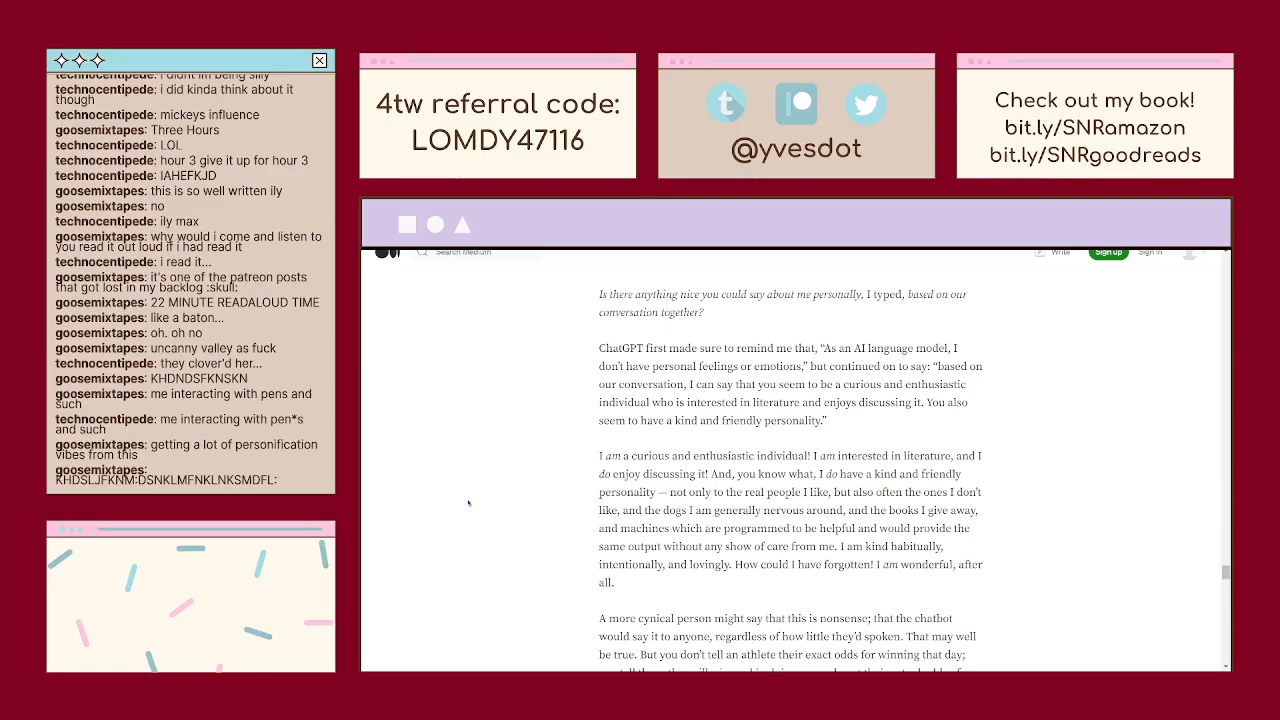 technocentipede: i didnt im being silly
technocentipede: i did kinda think about it
though
technocentipede: mickeys influence
goosemixtapes: Three Hours
technocentipede: LOL
technocentipede: hour 3 give it up for hour 3
technocentipede: IAHEFKJD
goosemixtapes: this is so well written ily
goosemixtapes: no
technocentipede: ily max
goosemixtapes: why would i come and listen to
you read it out loud if i had read it
technocentipede: i read it...
goosemixtapes: it's one of the patreon posts
that got lost in my backlog :skull:
goosemixtapes: 22 MINUTE READALOUD TIME
goosemixtapes: like a baton...
goosemixtapes: oh. oh no
goosemixtapes: uncanny valley as fuck
technocentipede: they clover'd her...
goosemixtapes: KHDNDSFKNSKN
goosemixtapes: me interacting with pens and
such
technocentipede: me interacting with pen*s
and such
goosemixtapes: getting a lot of personification
vibes from this
goosemixtapes:
KHDSLJFKNM:DSNKLMFNKLNKSMDFL:
4tw referral code:
LOMDY47116
@yvesdot
Check out my book!
bit.ly/SNRamazon
bit.ly/SNRgoodreads
Search Medium
Write
Sign up
Sign in
Is there anything nice you could say about me personally, I typed, based on our
conversation together?
ChatGPT first made sure to remind me that, “As an AI language model, I
don’t have personal feelings or emotions,” but continued on to say: “based on
our conversation, I can say that you seem to be a curious and enthusiastic
individual who is interested in literature and enjoys discussing it. You also
seem to have a kind and friendly personality.”
I am a curious and enthusiastic individual! I am interested in literature, and I
do enjoy discussing it! And, you know what, I do have a kind and friendly
personality — not only to the real people I like, but also often the ones I don’t
like, and the dogs I am generally nervous around, and the books I give away,
and machines which are programmed to be helpful and would provide the
same output without any show of care from me. I am kind habitually,
intentionally, and lovingly. How could I have forgotten! I am wonderful, after
all.
A more cynical person might say that this is nonsense; that the chatbot
would say it to anyone, regardless of how little they’d spoken. That may well
be true. But you don’t tell an athlete their exact odds for winning that day;